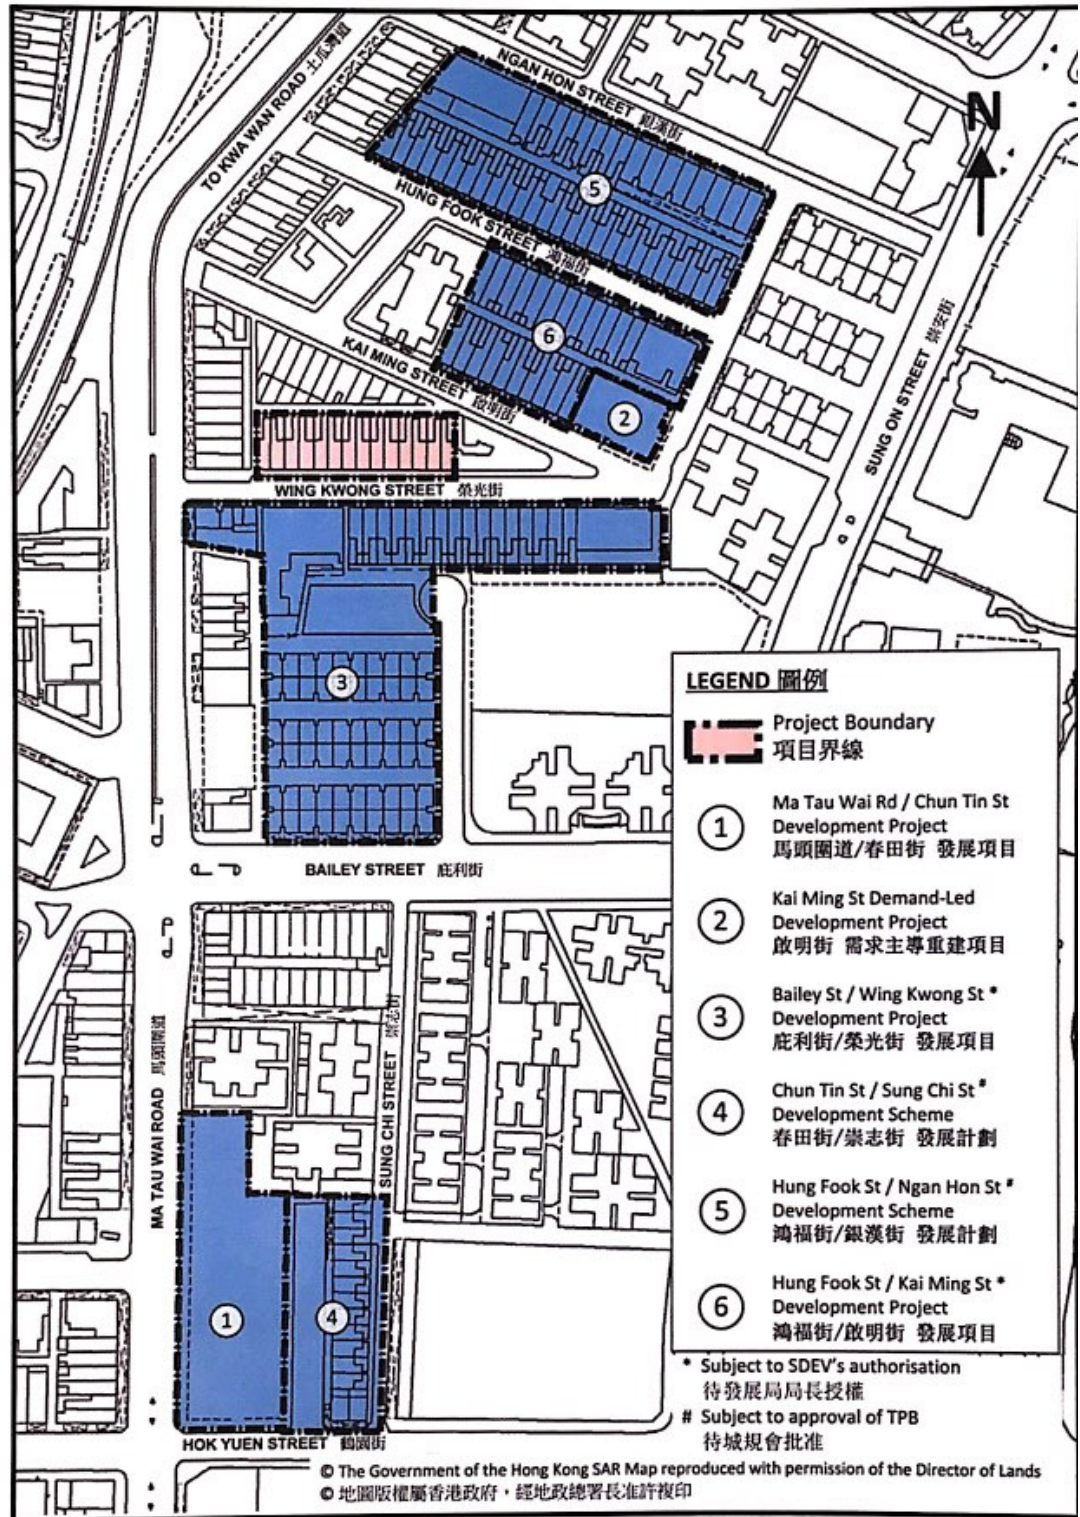 NGAN HON STREET 銀漢街
TO KWA WAN ROAD 土瓜灣道
N
5
HUNG FOOK STREET 鴻福街
6
KAI MING STREET 啟明街
2
SUNG ON STREET 崇安街
WING KWONG STREET 榮光街
3
BAILEY STREET 庇利街
MA TAU WAI ROAD 馬頭圍道
SUNG CHI STREET 崇志街
1
4
HOK YUEN STREET 鶴園街
LEGEND 圖例
Project Boundary
項目界線
1
Ma Tau Wai Rd / Chun Tin St
Development Project
馬頭圍道/春田街 發展項目
2
Kai Ming St Demand-Led
Development Project
啟明街 需求主導重建項目
3
Bailey St / Wing Kwong St *
Development Project
庇利街/榮光街 發展項目
4
Chun Tin St / Sung Chi St #
Development Scheme
春田街/崇志街 發展計劃
5
Hung Fook St / Ngan Hon St #
Development Scheme
鴻福街/銀漢街 發展計劃
6
Hung Fook St / Kai Ming St *
Development Project
鴻福街/啟明街 發展項目
* Subject to SDEV's authorisation
待發展局局長授權
# Subject to approval of TPB
待城規會批准
© The Government of the Hong Kong SAR Map reproduced with permission of the Director of Lands
© 地圖版權屬香港政府，經地政總署長准許複印